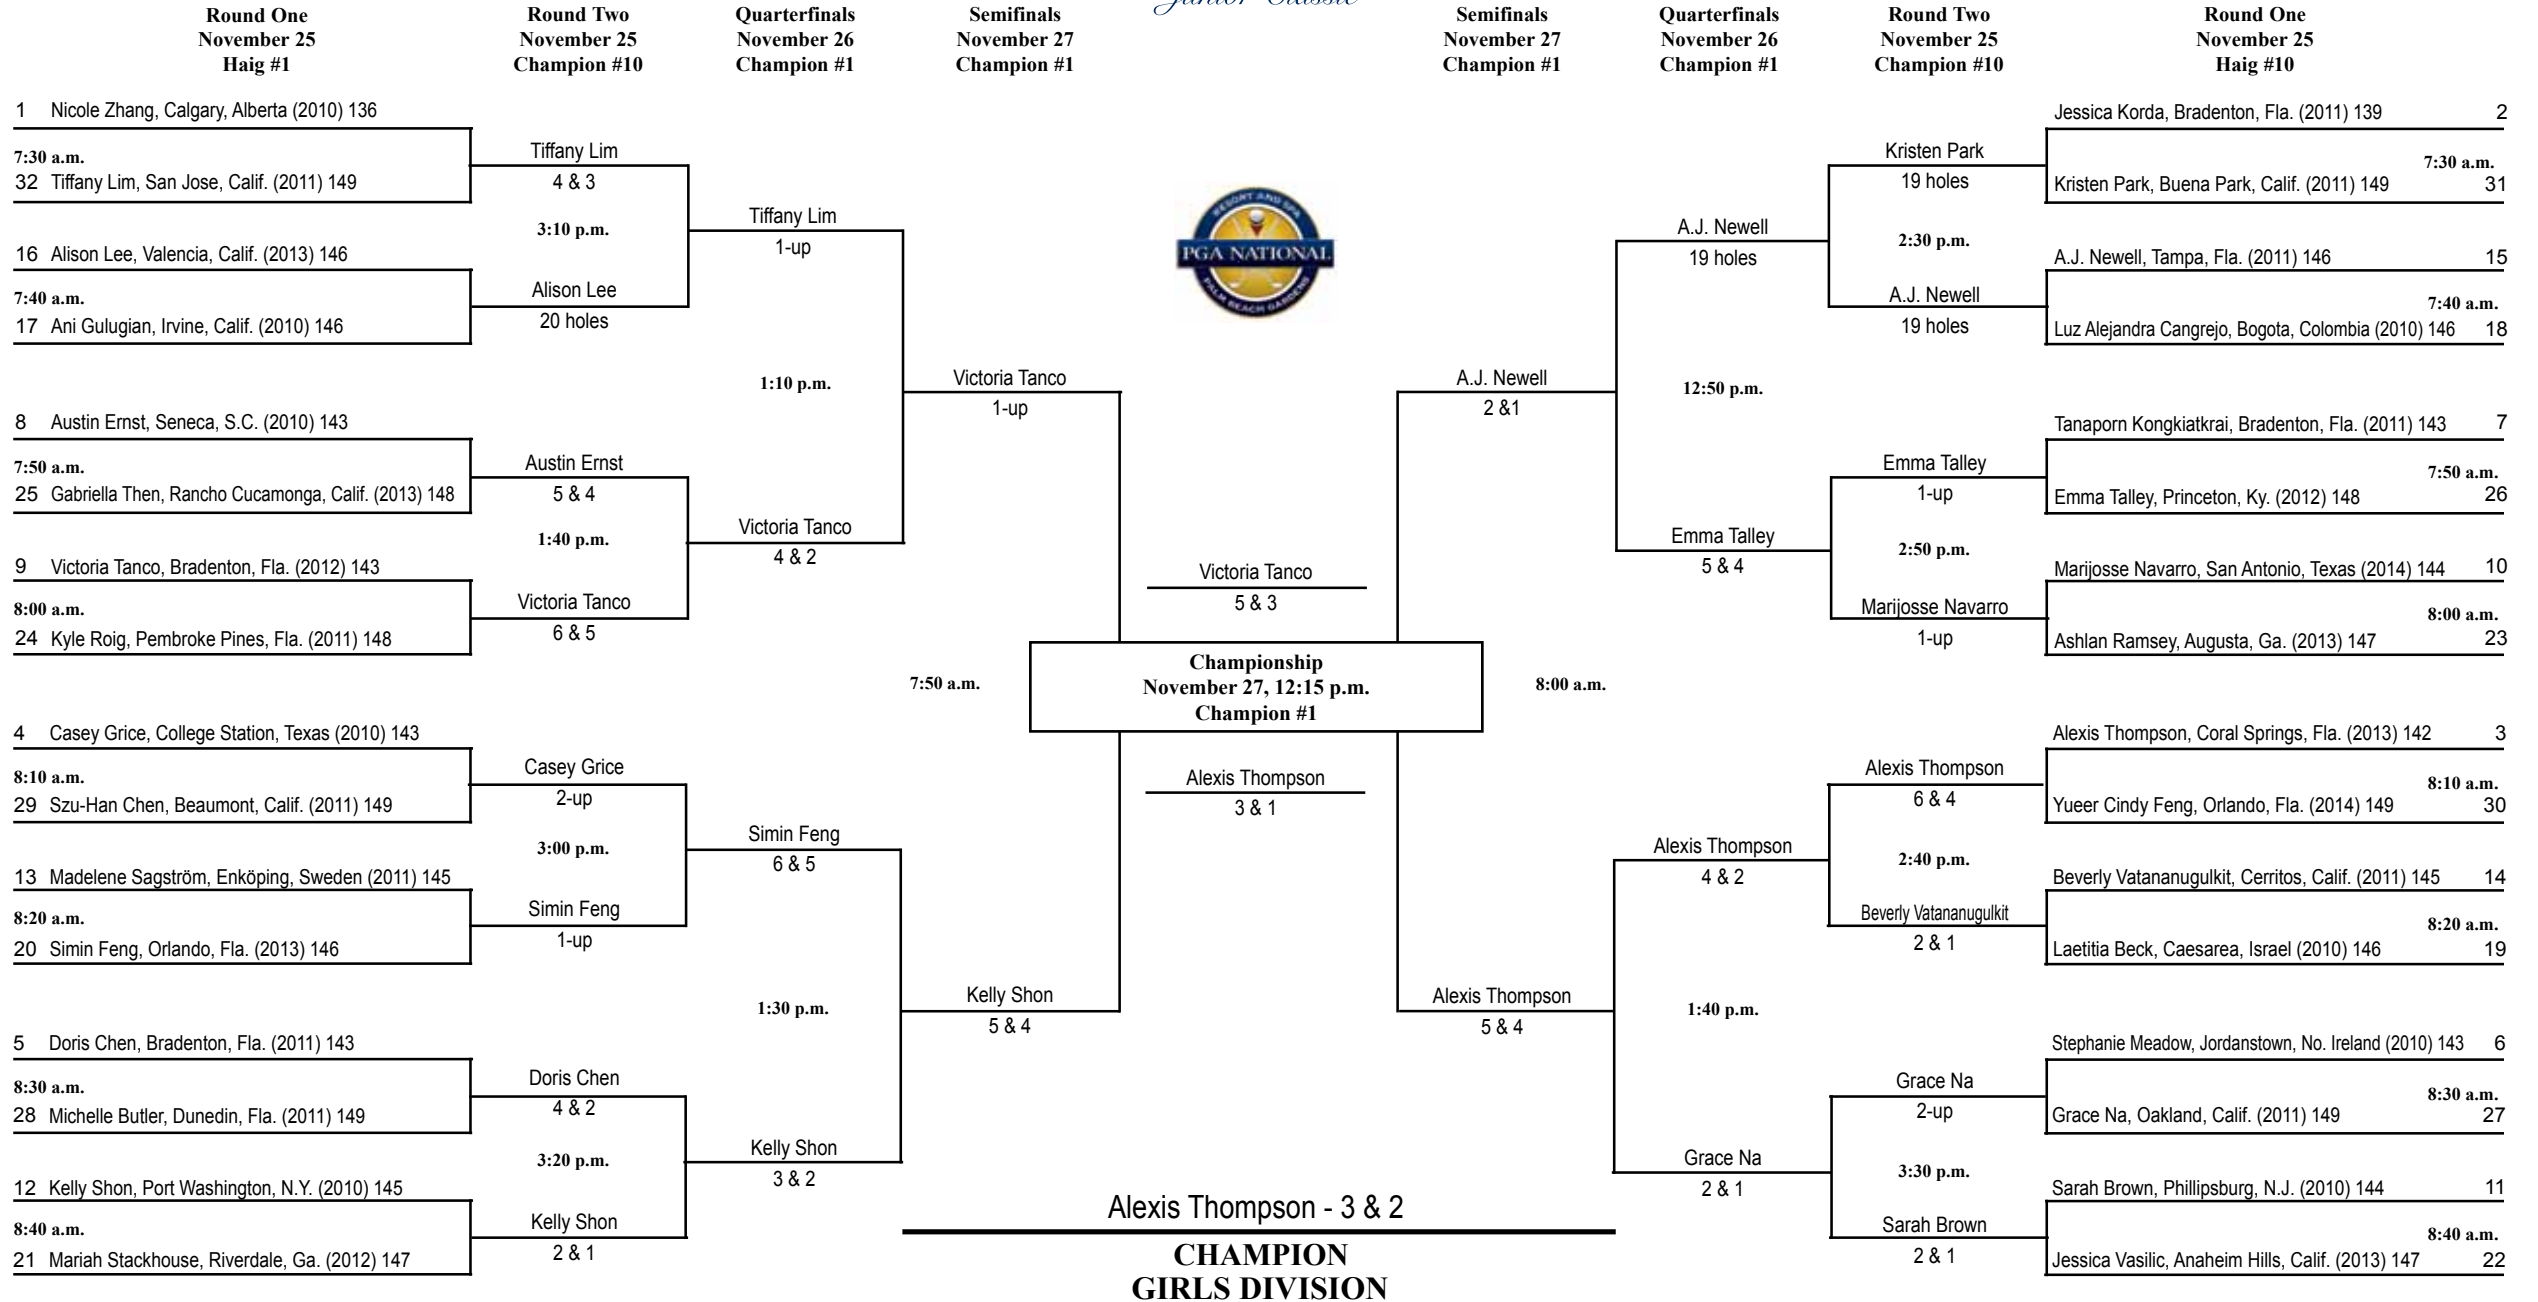 Junior Classic
Round One
November 25
Haig #1
Round Two
November 25
Champion #10
Quarterfinals
November 26
Champion #1
Semifinals
November 27
Champion #1
Semifinals
November 27
Champion #1
Quarterfinals
November 26
Champion #1
Round Two
November 25
Champion #10
Round One
November 25
Haig #10
1 Nicole Zhang, Calgary, Alberta (2010) 136
7:30 a.m.
32 Tiffany Lim, San Jose, Calif. (2011) 149
16 Alison Lee, Valencia, Calif. (2013) 146
7:40 a.m.
17 Ani Gulugian, Irvine, Calif. (2010) 146
8 Austin Ernst, Seneca, S.C. (2010) 143
7:50 a.m.
25 Gabriella Then, Rancho Cucamonga, Calif. (2013) 148
9 Victoria Tanco, Bradenton, Fla. (2012) 143
8:00 a.m.
24 Kyle Roig, Pembroke Pines, Fla. (2011) 148
4 Casey Grice, College Station, Texas (2010) 143
8:10 a.m.
29 Szu-Han Chen, Beaumont, Calif. (2011) 149
13 Madelene Sagström, Enköping, Sweden (2011) 145
8:20 a.m.
20 Simin Feng, Orlando, Fla. (2013) 146
5 Doris Chen, Bradenton, Fla. (2011) 143
8:30 a.m.
28 Michelle Butler, Dunedin, Fla. (2011) 149
12 Kelly Shon, Port Washington, N.Y. (2010) 145
8:40 a.m.
21 Mariah Stackhouse, Riverdale, Ga. (2012) 147
Tiffany Lim
4 & 3
3:10 p.m.
Alison Lee
20 holes
Austin Ernst
5 & 4
1:40 p.m.
Victoria Tanco
6 & 5
Casey Grice
2-up
3:00 p.m.
Simin Feng
1-up
Doris Chen
4 & 2
3:20 p.m.
Kelly Shon
2 & 1
Tiffany Lim
1-up
1:10 p.m.
Victoria Tanco
4 & 2
Simin Feng
6 & 5
1:30 p.m.
Kelly Shon
3 & 2
Victoria Tanco
1-up
7:50 a.m.
Kelly Shon
5 & 4
RESORT AND SPA
PGA NATIONAL
PALM BEACH GARDENS
Victoria Tanco
5 & 3
Championship
November 27, 12:15 p.m.
Champion #1
Alexis Thompson
3 & 1
Alexis Thompson - 3 & 2
CHAMPION
GIRLS DIVISION
A.J. Newell
2 &1
8:00 a.m.
Alexis Thompson
5 & 4
A.J. Newell
19 holes
12:50 p.m.
Emma Talley
5 & 4
Alexis Thompson
4 & 2
1:40 p.m.
Grace Na
2 & 1
Kristen Park
19 holes
2:30 p.m.
A.J. Newell
19 holes
Emma Talley
1-up
2:50 p.m.
Marijosse Navarro
1-up
Alexis Thompson
6 & 4
2:40 p.m.
Beverly Vatananugulkit
2 & 1
Grace Na
2-up
3:30 p.m.
Sarah Brown
2 & 1
Jessica Korda, Bradenton, Fla. (2011) 139 2
7:30 a.m.
Kristen Park, Buena Park, Calif. (2011) 149 31
A.J. Newell, Tampa, Fla. (2011) 146 15
7:40 a.m.
Luz Alejandra Cangrejo, Bogota, Colombia (2010) 146 18
Tanaporn Kongkiatkrai, Bradenton, Fla. (2011) 143 7
7:50 a.m.
Emma Talley, Princeton, Ky. (2012) 148 26
Marijosse Navarro, San Antonio, Texas (2014) 144 10
8:00 a.m.
Ashlan Ramsey, Augusta, Ga. (2013) 147 23
Alexis Thompson, Coral Springs, Fla. (2013) 142 3
8:10 a.m.
Yueer Cindy Feng, Orlando, Fla. (2014) 149 30
Beverly Vatananugulkit, Cerritos, Calif. (2011) 145 14
8:20 a.m.
Laetitia Beck, Caesarea, Israel (2010) 146 19
Stephanie Meadow, Jordanstown, No. Ireland (2010) 143 6
8:30 a.m.
Grace Na, Oakland, Calif. (2011) 149 27
Sarah Brown, Phillipsburg, N.J. (2010) 144 11
8:40 a.m.
Jessica Vasilic, Anaheim Hills, Calif. (2013) 147 22